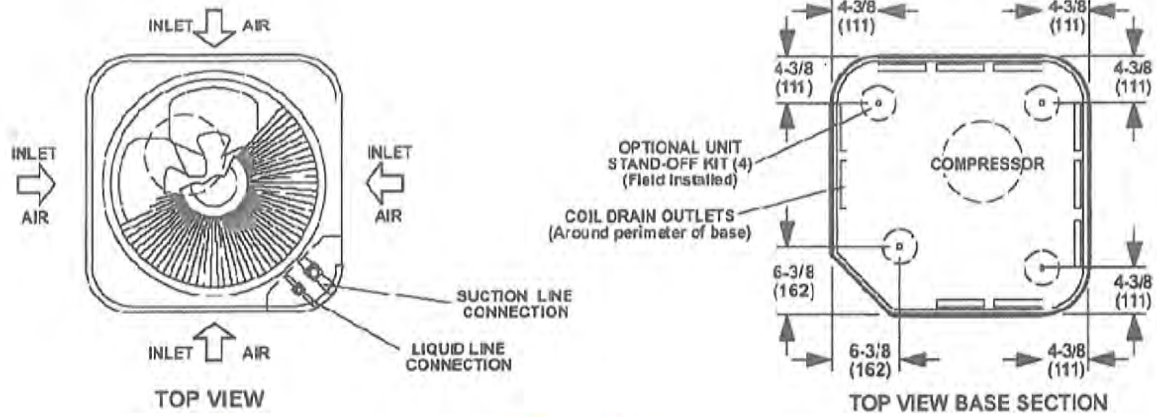 INLET AIR
INLET
AIR
INLET
AIR
INLET AIR
SUCTION LINE
CONNECTION
LIQUID LINE
CONNECTION
TOP VIEW
4-3/8
(111)
4-3/8
(111)
4-3/8
(111)
4-3/8
(111)
OPTIONAL UNIT
STAND-OFF KIT (4)
(Field Installed)
COMPRESSOR
COIL DRAIN OUTLETS
(Around perimeter of base)
6-3/8
(162)
4-3/8
(111)
6-3/8
(162)
4-3/8
(111)
TOP VIEW BASE SECTION